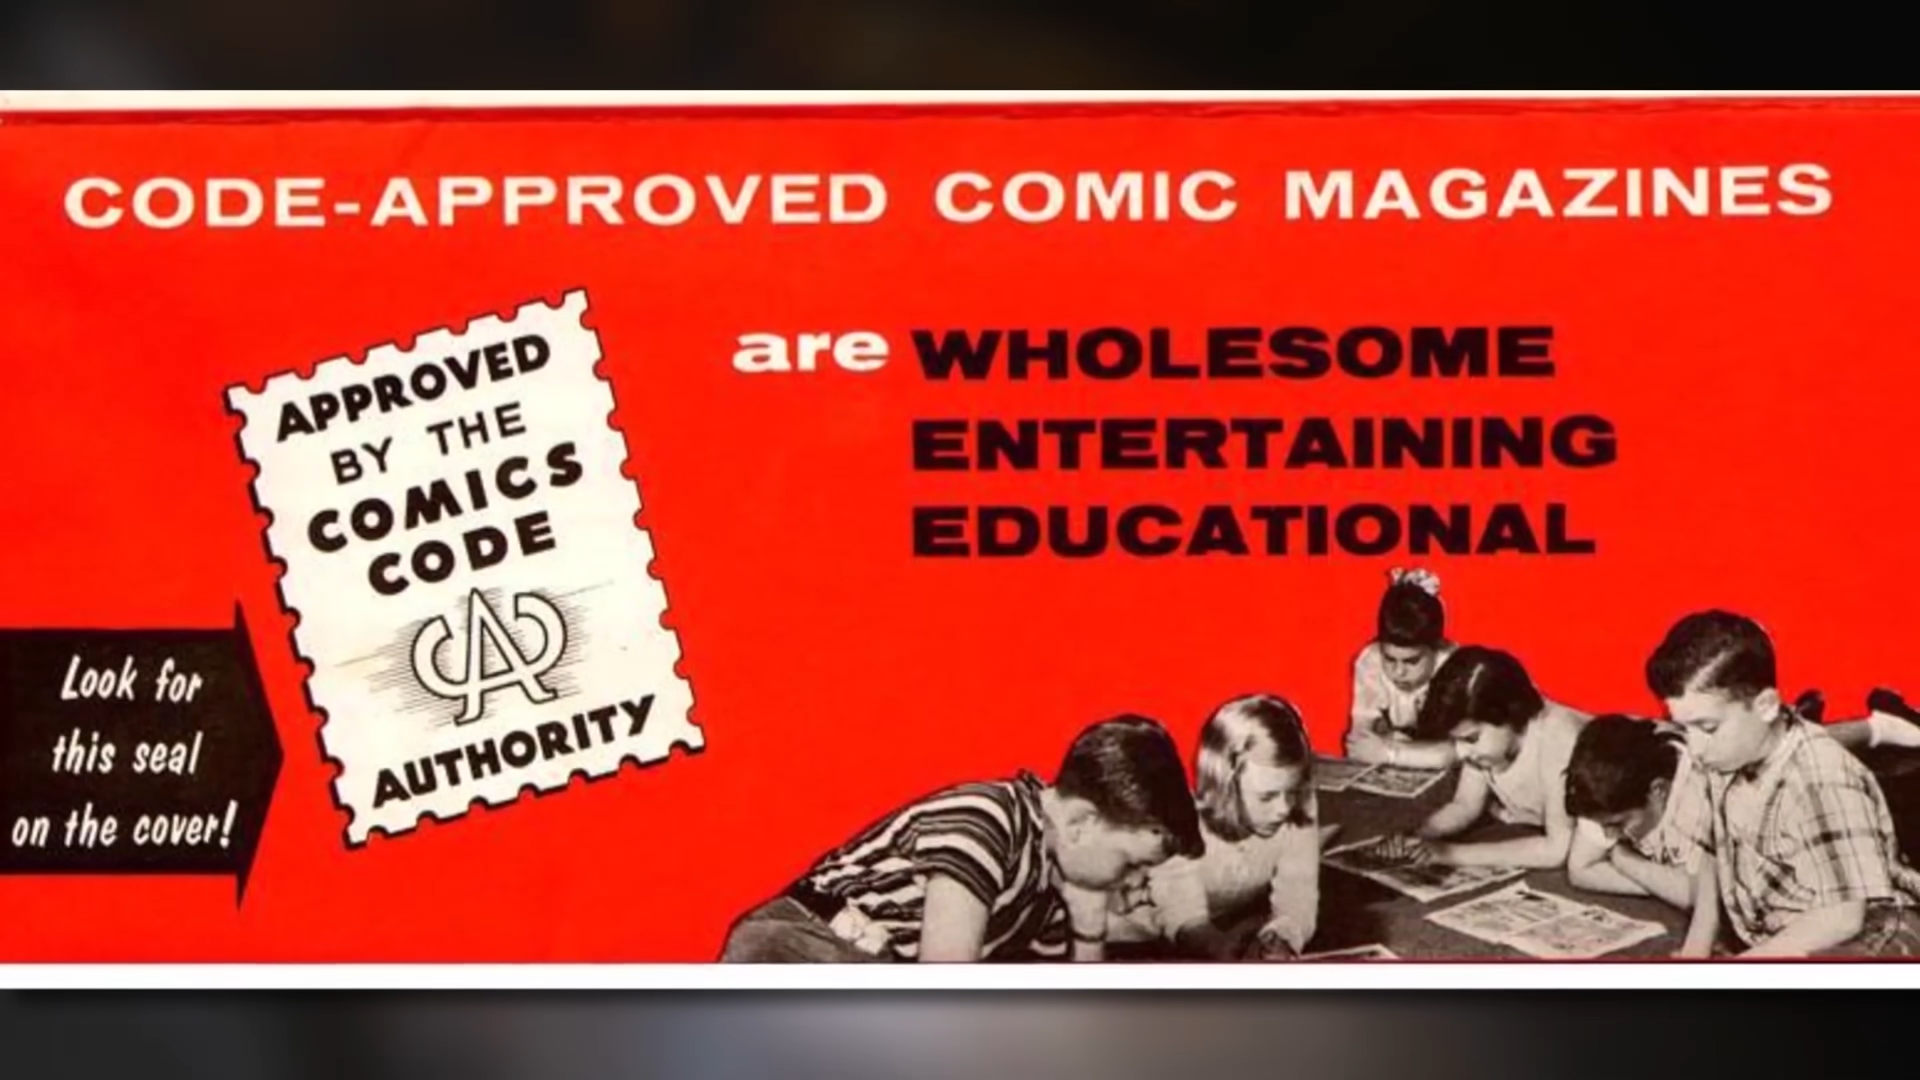 CODE-APPROVED COMIC MAGAZINES
APPROVED
BY THE
COMICS
CODE
CA
AUTHORITY
are WHOLESOME
ENTERTAINING
EDUCATIONAL
Look for
this seal
on the cover!